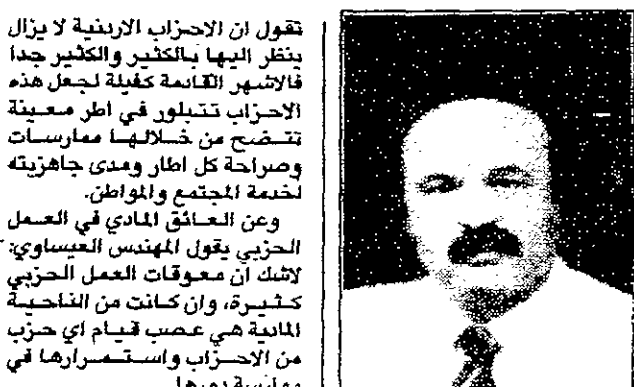 تقول ان الاحزاب الاردنية لا يزال
ينظر اليها بالكثير والكثير جدا
فالاشهر القادمة كفيلة لجعل هذه
الاحزاب تتبلور في اطر معينة
تتضح من خلالها ممارسات
وصراحة كل اطار ومدى جاهزيته
لخدمة المجتمع والمواطن.
وعن العائق المادي في العمل
الحزبي يقول المهندس العيساوي:
لاشك ان معوقات العمل الحزبي
كثيرة، وان كانت من الناحية
المادية هي عصب قيام اي حزب
من الاحزاب واستمرارها في
ممارسة دورها